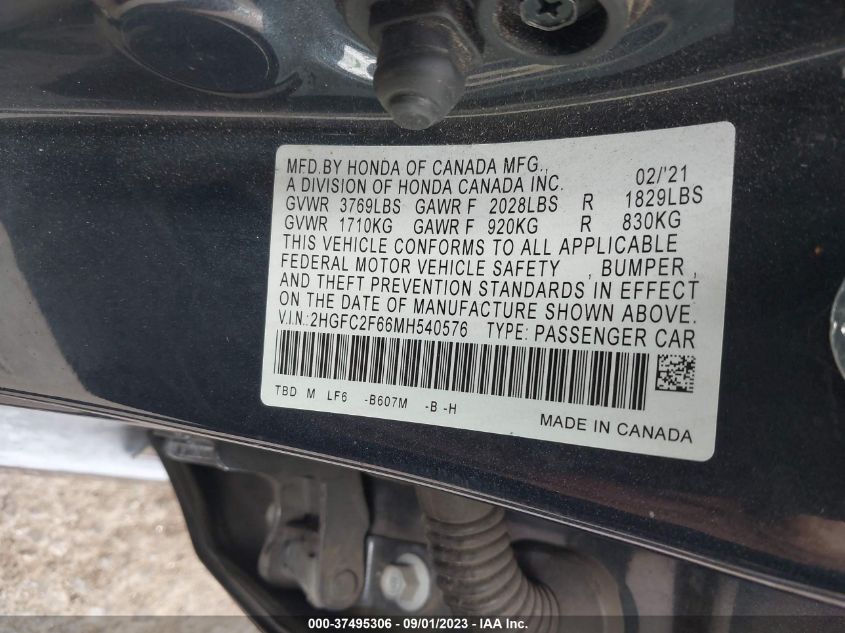 MFD.BY HONDA OF CANADA MFG., 02/'21
A DIVISION OF HONDA CANADA INC.
GVWR 3769LBS GAWR F 2028LBS R 1829LBS
GVWR 1710KG GAWR F 920KG R 830KG
THIS VEHICLE CONFORMS TO ALL APPLICABLE
FEDERAL MOTOR VEHICLE SAFETY , BUMPER ,
AND THEFT PREVENTION STANDARDS IN EFFECT
ON THE DATE OF MANUFACTURE SHOWN ABOVE.
V.I.N.:2HGFC2F66MH540576 TYPE: PASSENGER CAR
TBD M LF6 -B607M -B -H
MADE IN CANADA
000-37495306 - 09/01/2023 - IAA Inc.